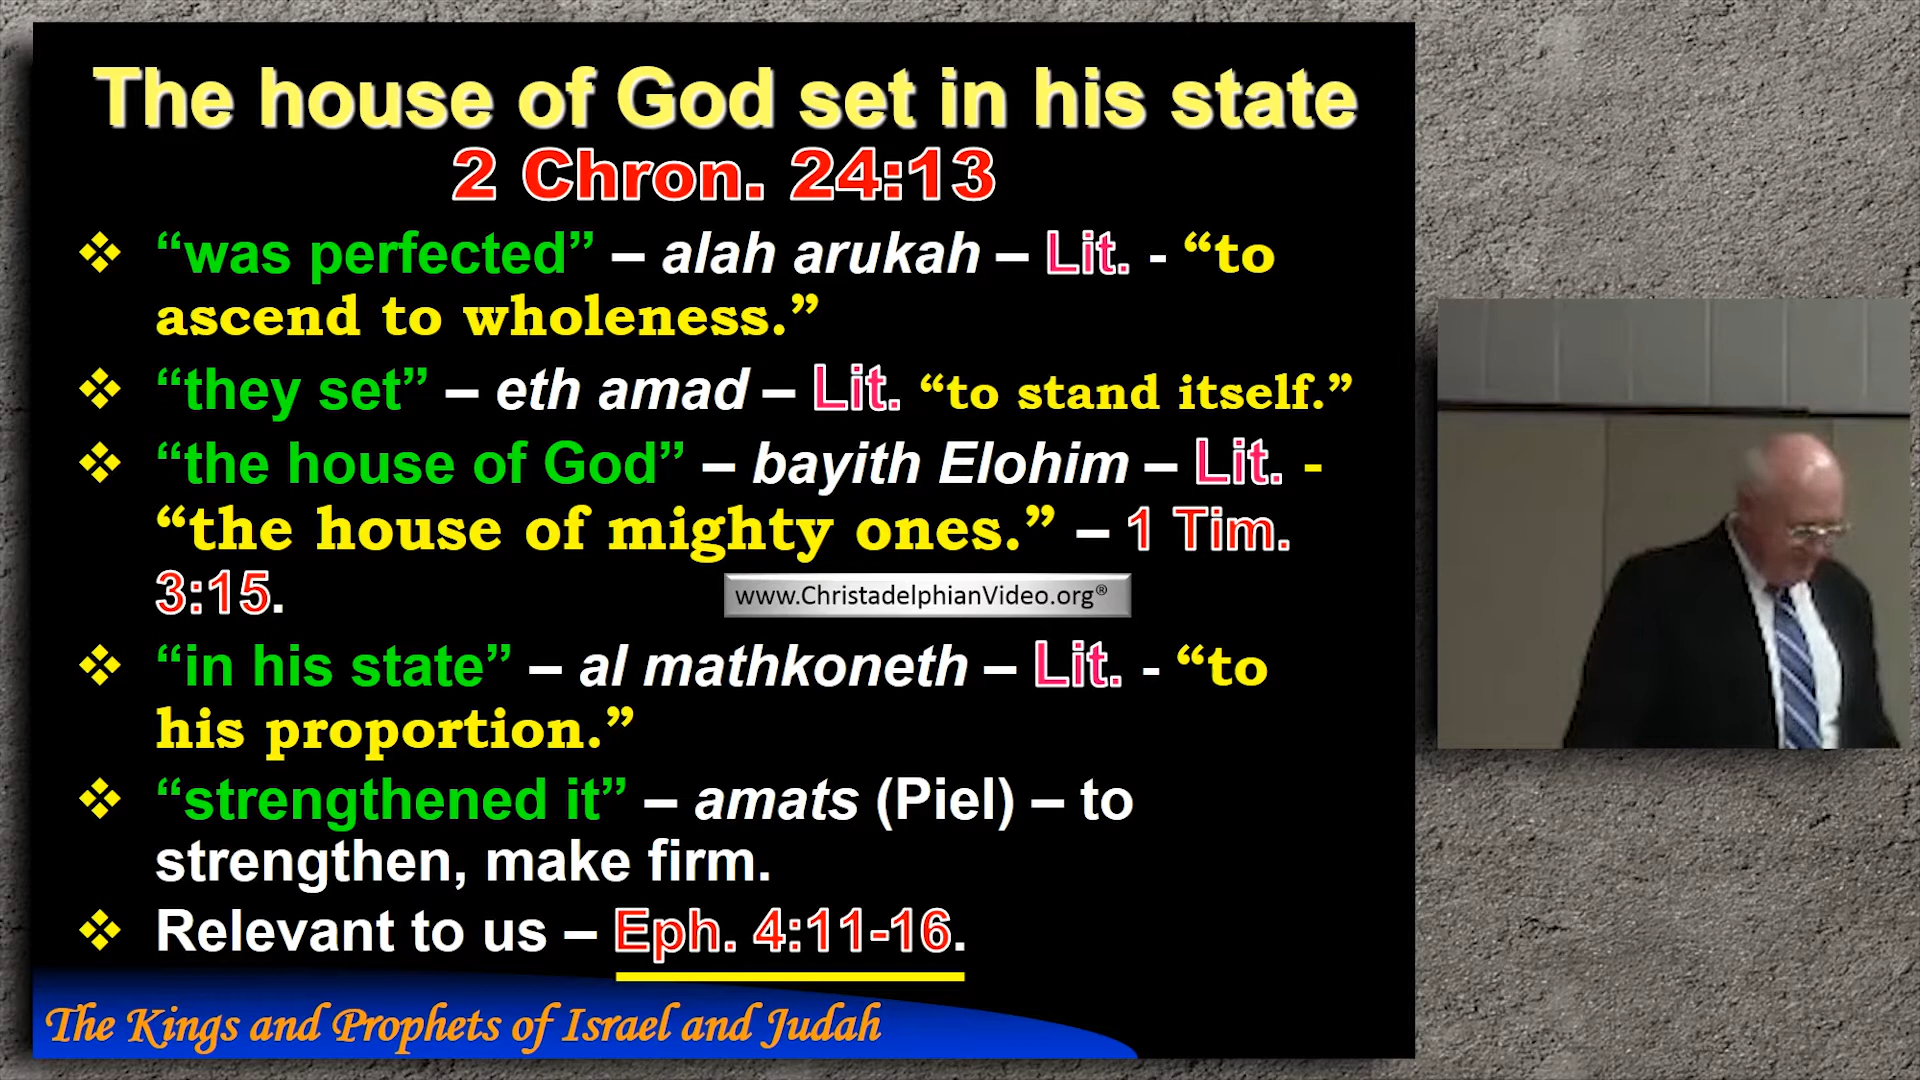 The house of God set in his state
2 Chron. 24:13
“was perfected” – alah arukah – Lit. - “to
ascend to wholeness.”
“they set” – eth amad – Lit. “to stand itself.”
“the house of God” – bayith Elohim – Lit. -
“the house of mighty ones.” – 1 Tim.
3:15.
www.ChristadelphianVideo.org®
“in his state” – al mathkoneth – Lit. - “to
his proportion.”
“strengthened it” – amats (Piel) – to
strengthen, make firm.
Relevant to us – Eph. 4:11-16.
The Kings and Prophets of Israel and Judah